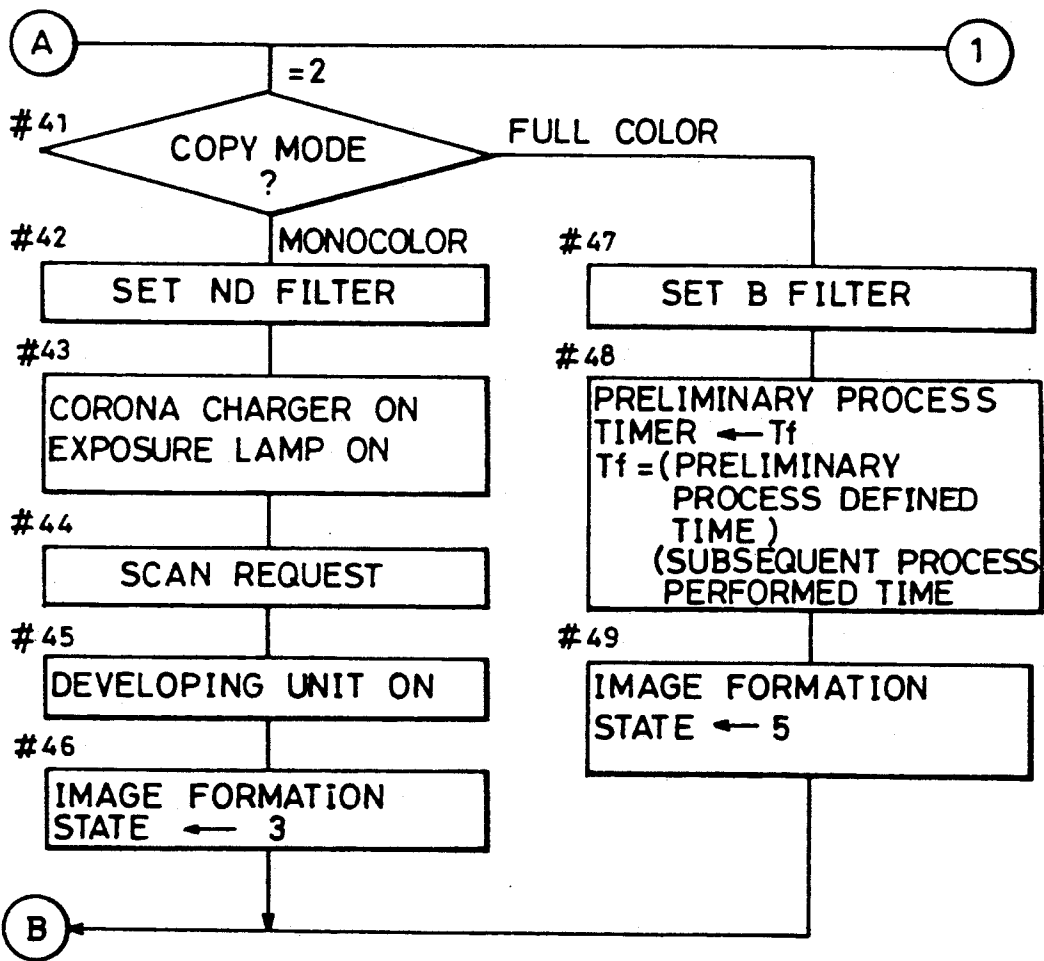 A
1
=2
#41
COPY MODE
?
FULL COLOR
#42
MONOCOLOR
SET ND FILTER
#43
CORONA CHARGER ON
EXPOSURE LAMP ON
#44
SCAN REQUEST
#45
DEVELOPING UNIT ON
#46
IMAGE FORMATION
STATE ← 3
#47
SET B FILTER
#48
PRELIMINARY PROCESS
TIMER ← Tf
Tf = (PRELIMINARY
PROCESS DEFINED
TIME )
(SUBSEQUENT PROCESS
PERFORMED TIME
#49
IMAGE FORMATION
STATE ← 5
B